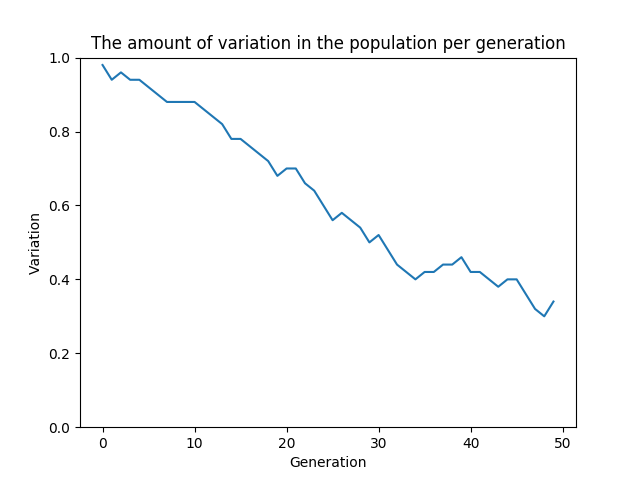 The amount of variation in the population per generation
1.0
0.8
0.6
0.4
0.2
0.0
Variation
0 10 20 30 40 50
Generation